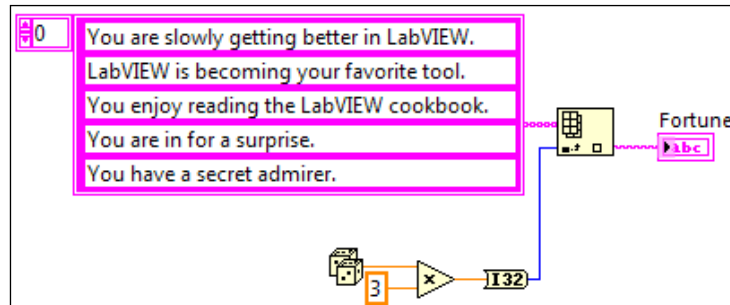 0
You are slowly getting better in LabVIEW.
LabVIEW is becoming your favorite tool.
You enjoy reading the LabVIEW cookbook.
You are in for a surprise.
You have a secret admirer.
Fortune
abc
3
x
I32